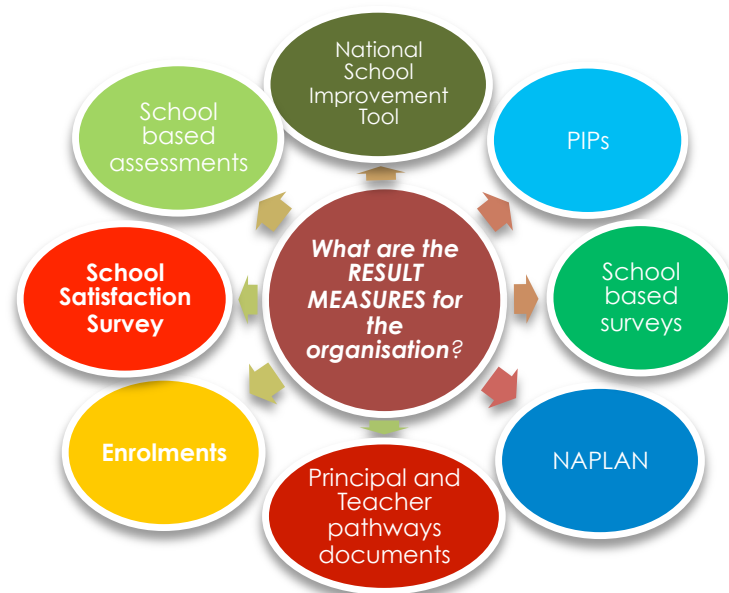 National
School
Improvement
Tool
PIPs
School
based
surveys
NAPLAN
Principal and
Teacher
pathways
documents
Enrolments
School
Satisfaction
Survey
School
based
assessments
What are the
RESULT
MEASURES for
the
organisation?